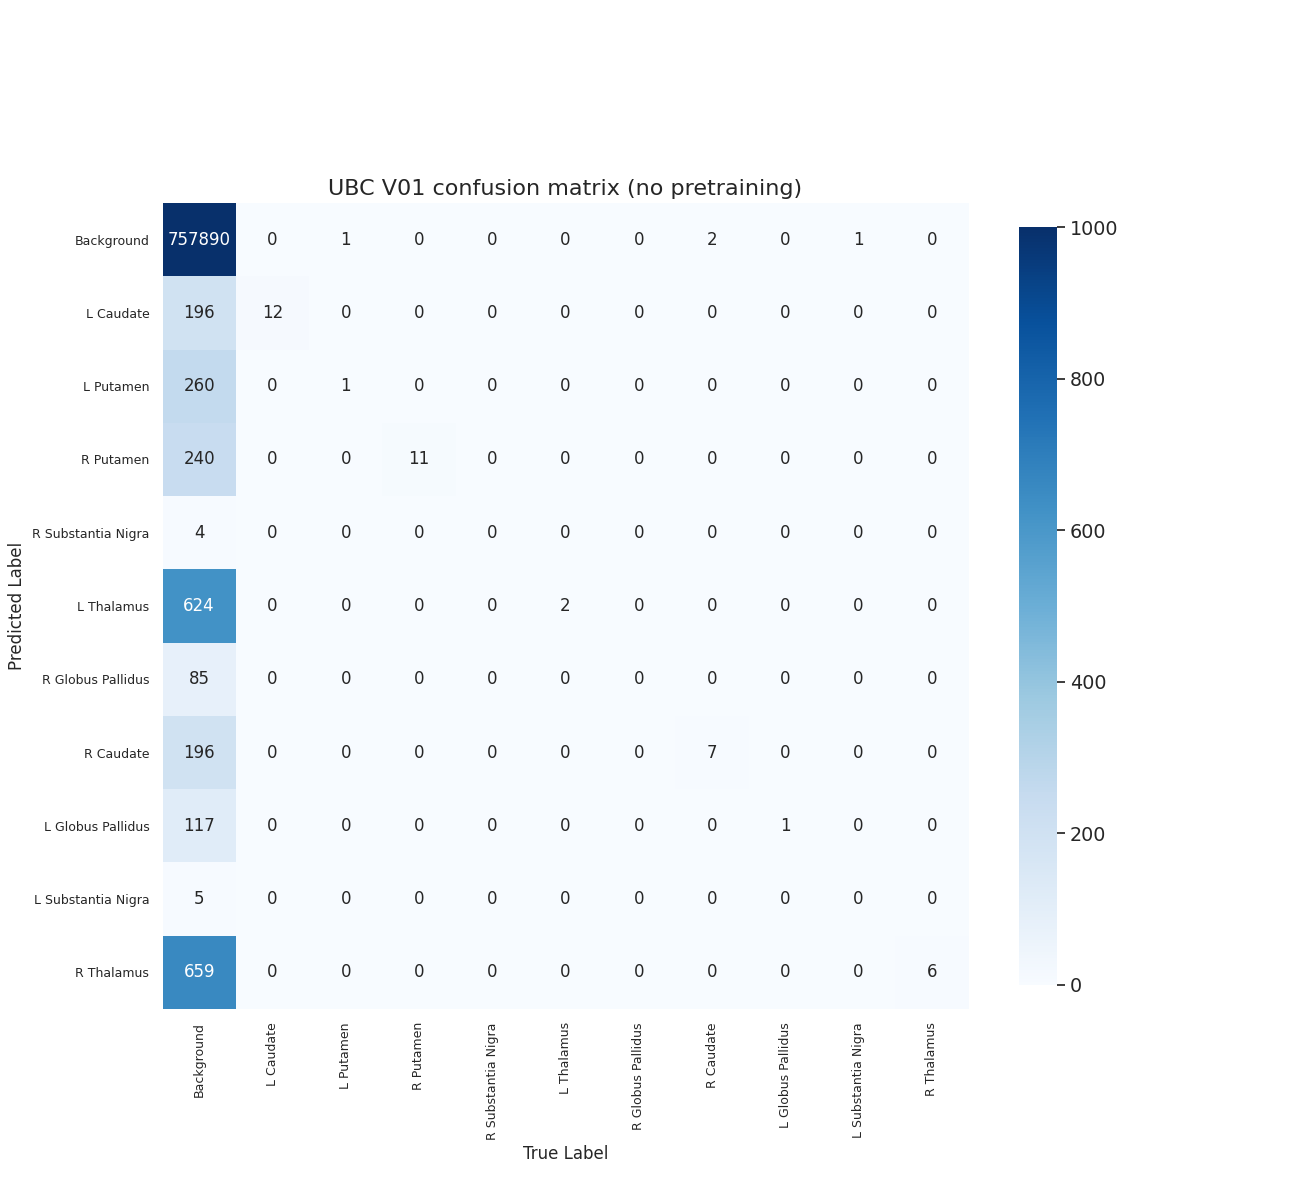 UBC V01 confusion matrix (no pretraining)
Predicted Label
Background 757890 0 1 0 0 0 0 2 0 1 0
L Caudate 196 12 0 0 0 0 0 0 0 0 0
L Putamen 260 0 1 0 0 0 0 0 0 0 0
R Putamen 240 0 0 11 0 0 0 0 0 0 0
R Substantia Nigra 4 0 0 0 0 0 0 0 0 0 0
L Thalamus 624 0 0 0 0 2 0 0 0 0 0
R Globus Pallidus 85 0 0 0 0 0 0 0 0 0 0
R Caudate 196 0 0 0 0 0 0 7 0 0 0
L Globus Pallidus 117 0 0 0 0 0 0 0 1 0 0
L Substantia Nigra 5 0 0 0 0 0 0 0 0 0 0
R Thalamus 659 0 0 0 0 0 0 0 0 0 6
Background
L Caudate
L Putamen
R Putamen
R Substantia Nigra
L Thalamus
R Globus Pallidus
R Caudate
L Globus Pallidus
L Substantia Nigra
R Thalamus
True Label
1000
800
600
400
200
0